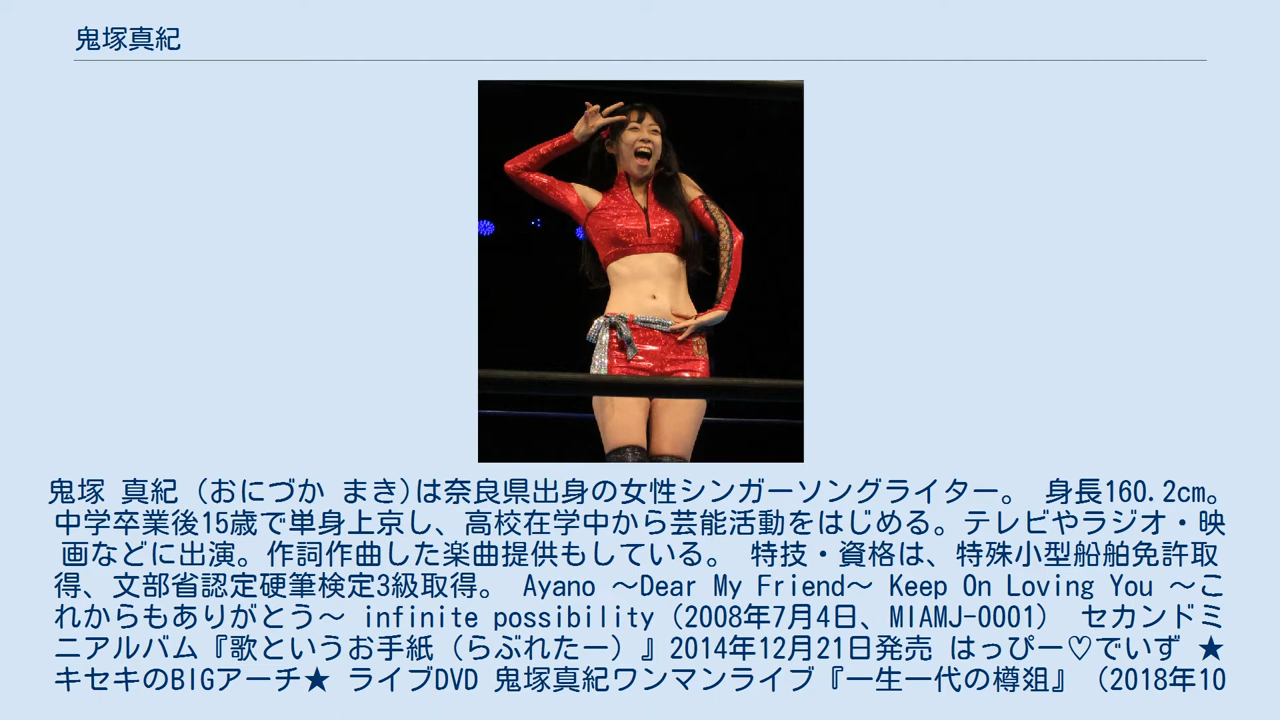 鬼塚真紀
鬼塚 真紀 (おにづか まき)は奈良県出身の女性シンガーソングライター。 身長160.2cm。
中学卒業後15歳で単身上京し、高校在学中から芸能活動をはじめる。テレビやラジオ・映
画などに出演。作詞作曲した楽曲提供もしている。 特技・資格は、特殊小型船舶免許取
得、文部省認定硬筆検定3級取得。 Ayano 〜Dear My Friend〜 Keep On Loving You 〜こ
れからもありがとう〜 infinite possibility（2008年7月4日、MIAMJ-0001） セカンドミ
ニアルバム『歌というお手紙（らぶれたー）』2014年12月21日発売 はっぴー♡でいず ★
キセキのBIGアーチ★ ライブDVD 鬼塚真紀ワンマンライブ『一生一代の樽俎』（2018年10